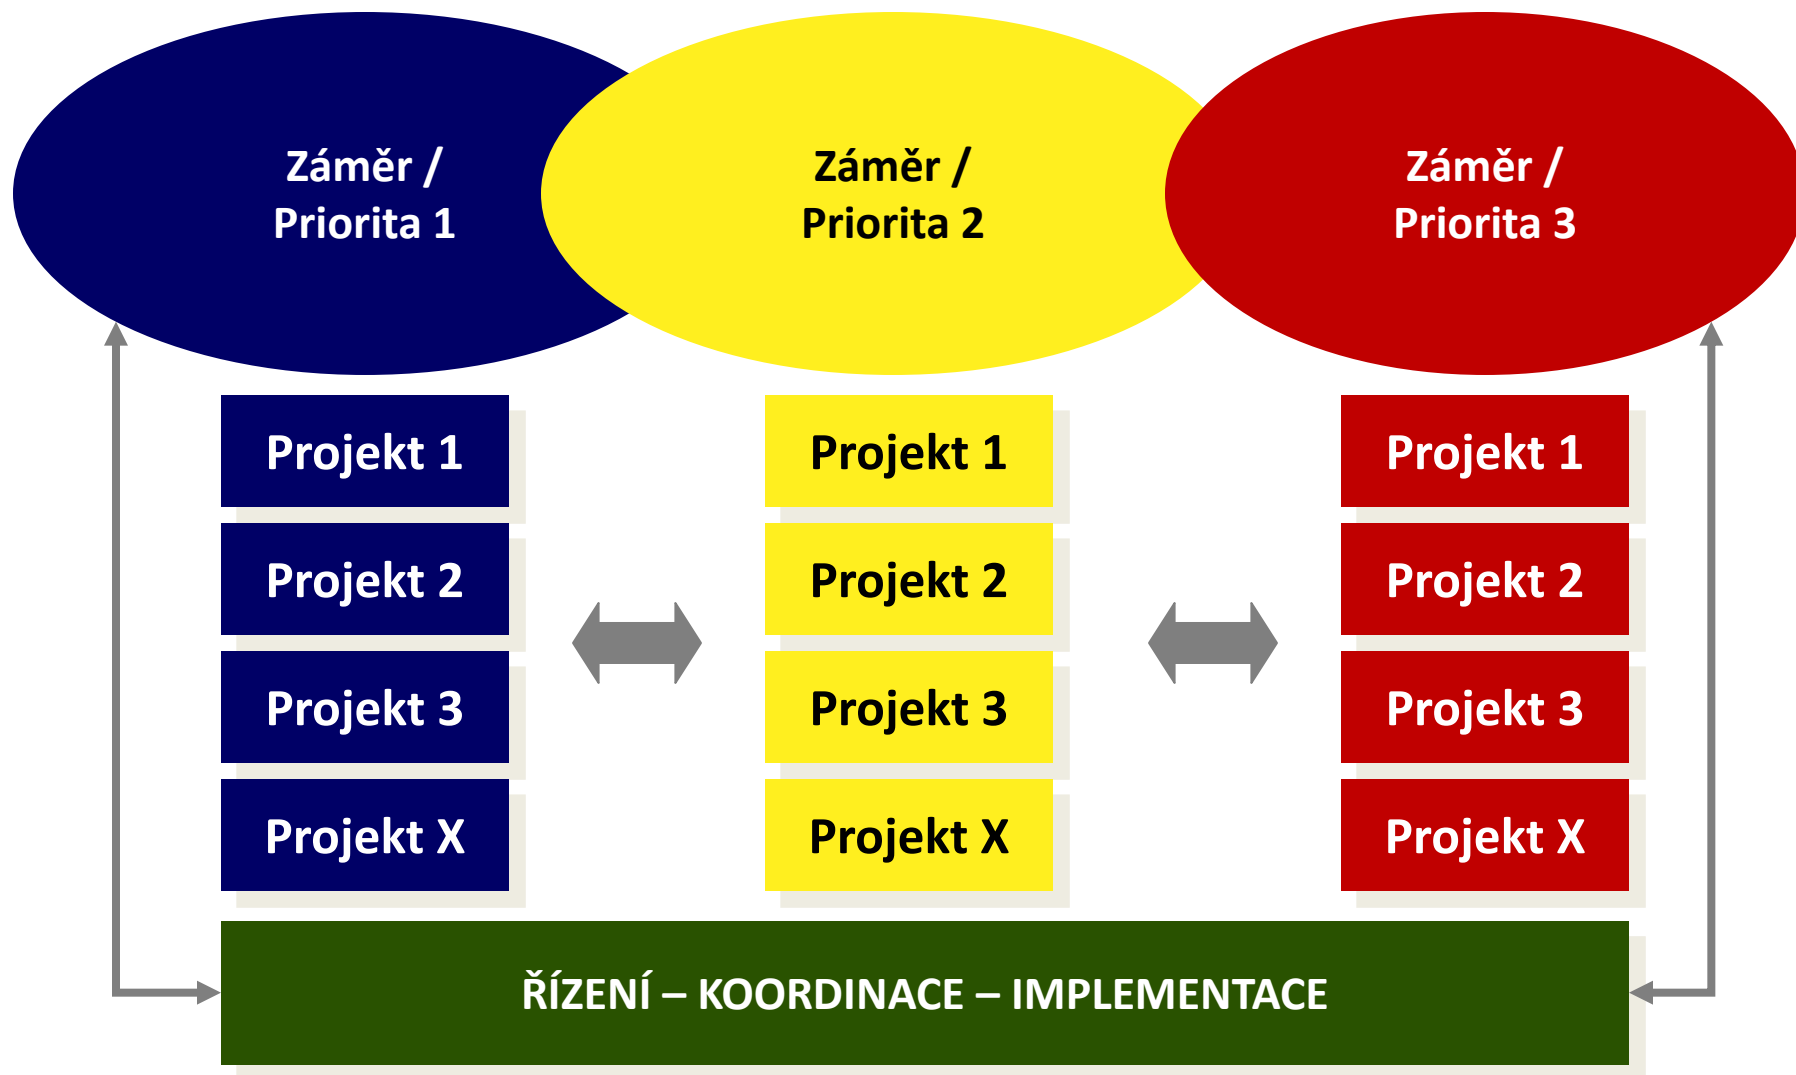 Záměr /
Priorita 1
Záměr /
Priorita 2
Záměr /
Priorita 3
Projekt 1
Projekt 2
Projekt 3
Projekt X
Projekt 1
Projekt 2
Projekt 3
Projekt X
Projekt 1
Projekt 2
Projekt 3
Projekt X
ŘÍZENÍ – KOORDINACE – IMPLEMENTACE